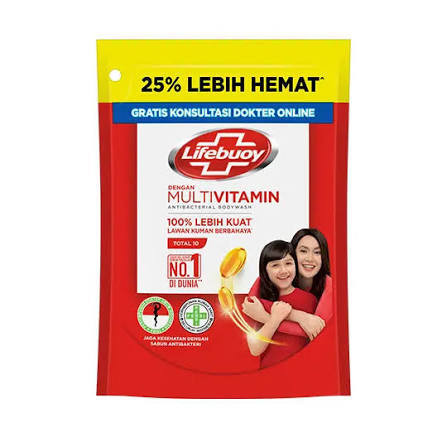 25% LEBIH HEMAT^
GRATIS KONSULTASI DOKTER ONLINE
Lifebuoy
DENGAN
MULTIVITAMIN
ANTIBACTERIAL BODYWASH
100% LEBIH KUAT*
LAWAN KUMAN BERBAHAYA*
TOTAL 10
NO.1
DI DUNIA**
JAGA KESEHATAN DENGAN
SABUN ANTIBAKTERI